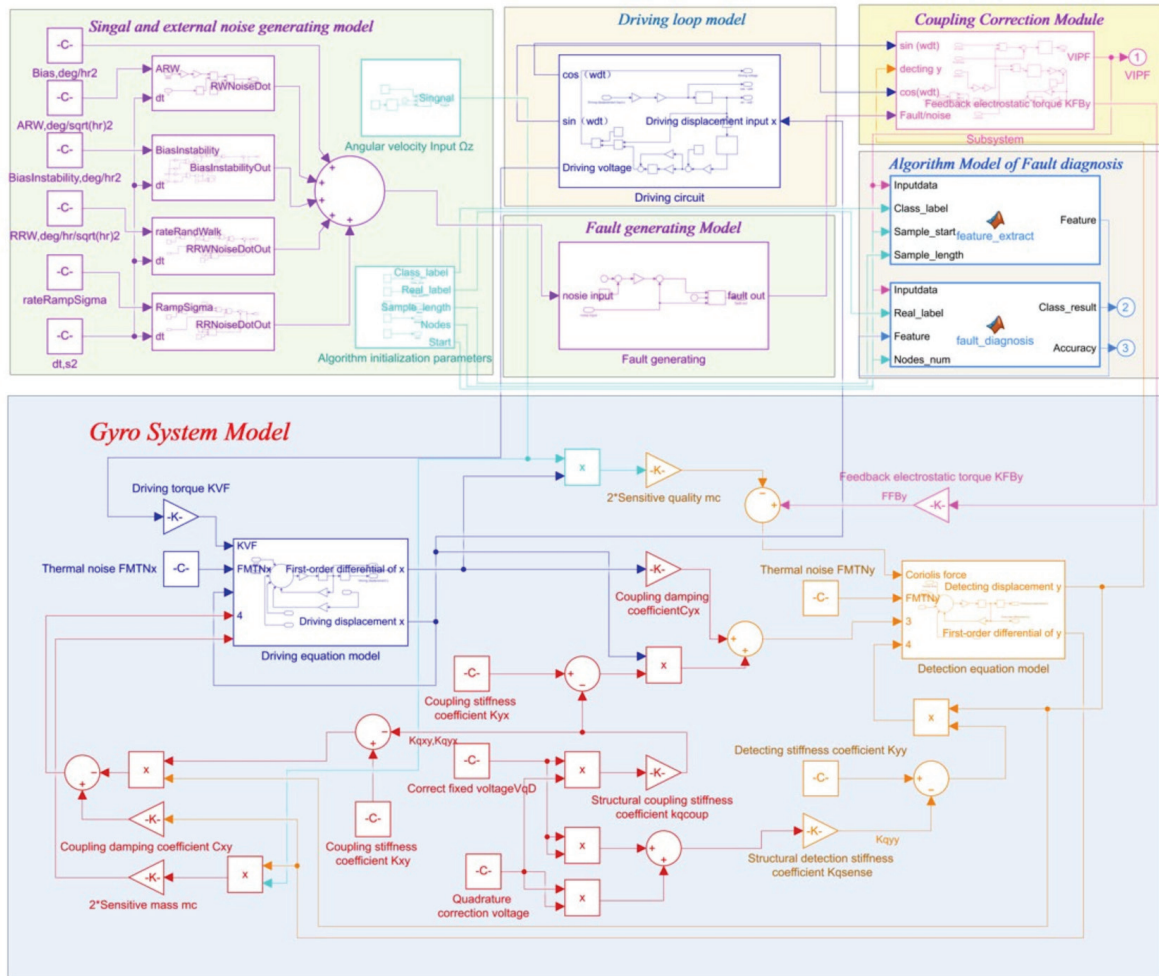 Singal and external noise generating model
-C-
Bias,deg/hr2
-C-
ARW,deg/sqrt(hr)2
-C-
BiasInstability,deg/hr2
-C-
RRW,deg/hr/sqrt(hr)2
-C-
rateRampSigma
-C-
dt,s2
ARW
RWNoiseDot
dt
BiasInstability
BiasInstabilityOut
dt
rateRandWalk
RRWNoiseDotOut
dt
RampSigma
RRNoiseDotOut
dt
+
+
+
+
+
Singnal
Angular velocity Input Ωz
Class_label
Real_label
Sample_length
Nodes
Start
Algorithm initialization parameters
Driving loop model
cos（wdt）
sin（wdt）
Driving displacement input x
Driving voltage
Driving circuit
Fault generating Model
nosie input
fault out
Fault generating
Coupling Correction Module
sin (wdt)
VIPF
decting y
cos(wdt)
Feedback electrostatic torque KFBy
Fault/noise
Subsystem
1
VIPF
Algorithm Model of Fault diagnosis
Inputdata
Class_label
Feature
Sample_start
feature_extract
Sample_length
Inputdata
Class_result
Real_label
Feature
fault_diagnosis
Accuracy
Nodes_num
2
3
Gyro System Model
Driving torque KVF
-K-
Thermal noise FMTNx
-C-
KVF
FMTNx
First-order differential of x
4
Driving displacement x
Driving equation model
x
-K-
2*Sensitive quality mc
−
+
Feedback electrostatic torque KFBy
FFBy
-K-
-K-
Coupling damping
coefficientCyx
Thermal noise FMTNy
-C-
Coriolis force
Detecting displacement y
FMTNy
3
First-order differential of y
4
Detection equation model
+
+
x
-C-
Coupling stiffness
coefficient Kyx
+
−
−
+
Kqxy,Kqyx
-C-
Correct fixed voltageVqD
x
-K-
Structural coupling stiffness
coefficient kqcoup
x
Detecting stiffness coefficient Kyy
-C-
+
−
−
+
x
-K-
Coupling damping coefficient Cxy
-K-
2*Sensitive mass mc
x
-C-
Coupling stiffness
coefficient Kxy
x
+
+
-K-
Kqyy
Structural detection stiffness
coefficient Kqsense
-C-
Quadrature
correction voltage
x